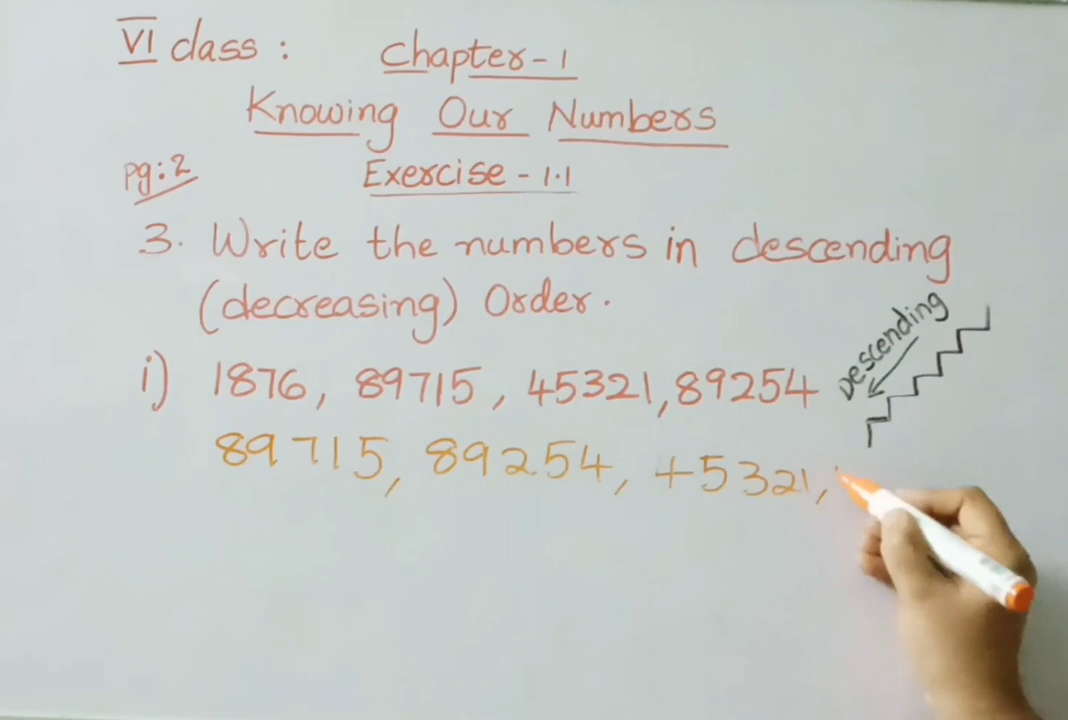 VI class : Chapter - 1
Knowing Our Numbers
pg:2 Exercise - 1.1
3. Write the numbers in descending
(decreasing) Order.
i) 1876, 89715, 45321, 89254
descending
89715, 89254, 45321,